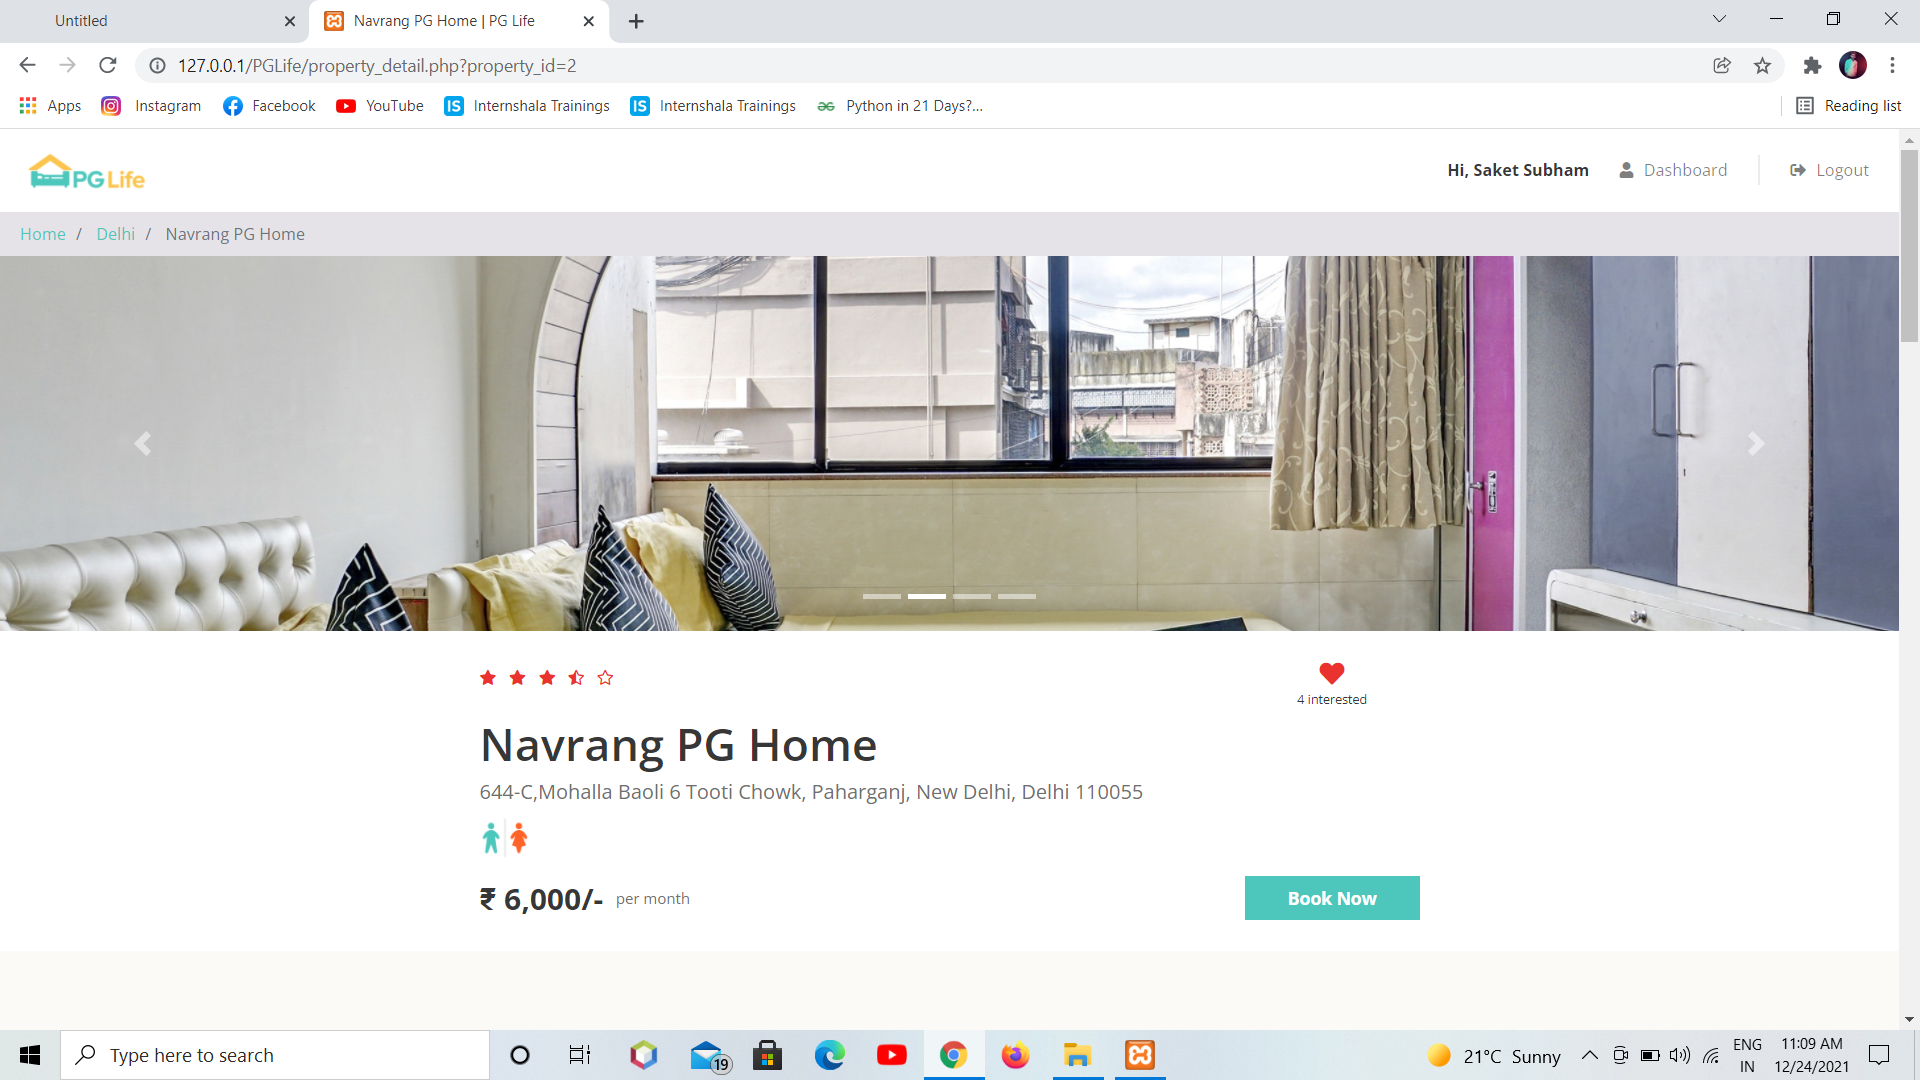 Untitled
Navrang PG Home | PG Life
127.0.0.1/PGLife/property_detail.php?property_id=2
Apps Instagram Facebook YouTube IS Internshala Trainings IS Internshala Trainings Python in 21 Days?... Reading list
PG Life
Hi, Saket Subham Dashboard Logout
Home / Delhi / Navrang PG Home
4 interested
Navrang PG Home
644-C,Mohalla Baoli 6 Tooti Chowk, Paharganj, New Delhi, Delhi 110055
₹ 6,000/- per month
Book Now
Type here to search
19
21°C Sunny
ENG
IN
11:09 AM
12/24/2021